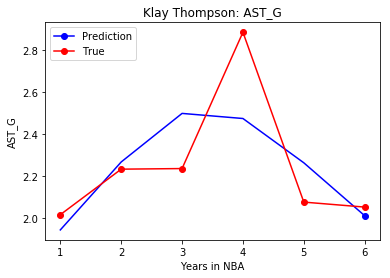 Klay Thompson: AST_G
Prediction
True
AST_G
2.8
2.6
2.4
2.2
2.0
1 2 3 4 5 6
Years in NBA